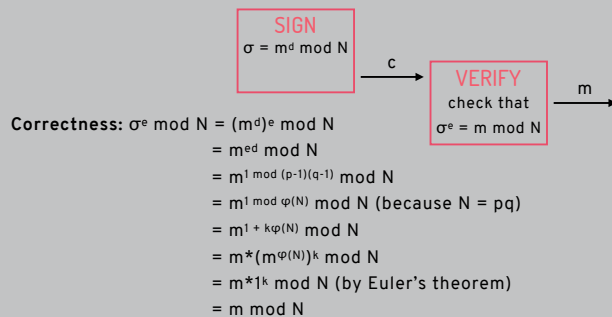 SIGN
σ = mᵈ mod N
c
VERIFY
check that
σᵉ = m mod N
m
Correctness: σᵉ mod N = (mᵈ)ᵉ mod N
= mᵉᵈ mod N
= m¹ ᵐᵒᵈ ⁽ᵖ⁻¹⁾⁽q⁻¹⁾ mod N
= m¹ ᵐᵒᵈ ᵠ⁽ᴺ⁾ mod N (because N = pq)
= m¹ ⁺ ᵏᵠ⁽ᴺ⁾ mod N
= m*(mᵠ⁽ᴺ⁾)ᵏ mod N
= m*1ᵏ mod N (by Euler's theorem)
= m mod N